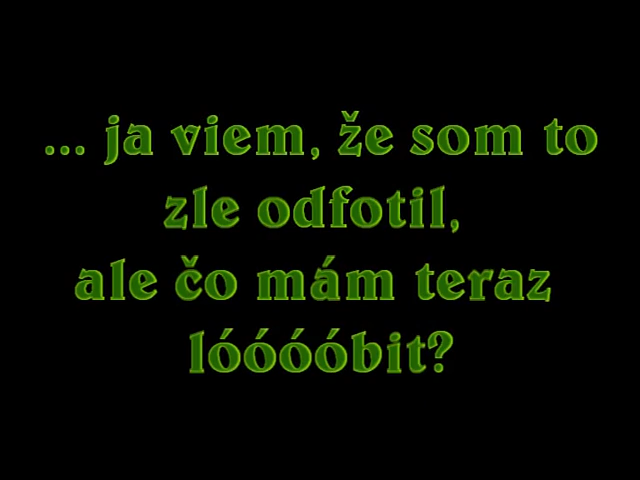 ... ja viem, že som to
zle odfotil,
ale čo mám teraz
lóóóóbit?